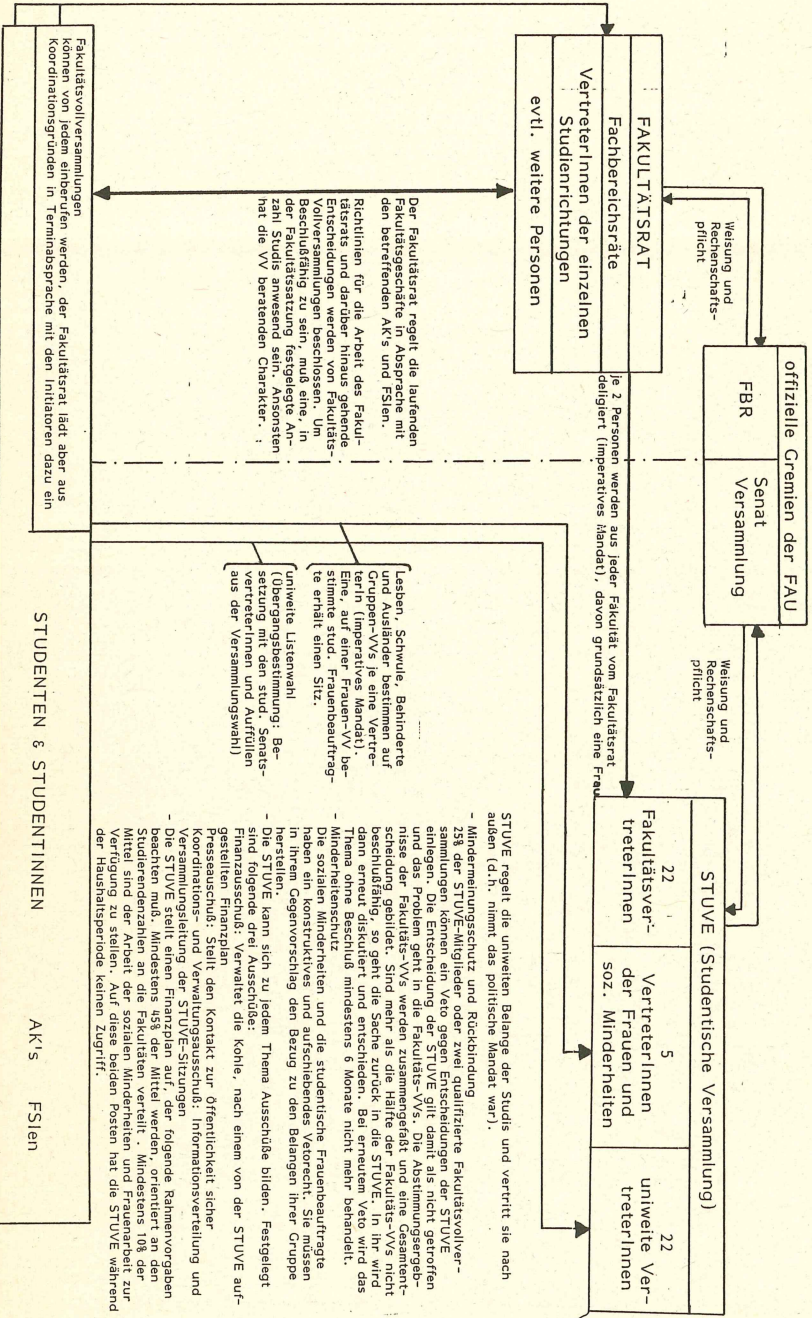 offizielle Gremien der FAU
FBR
Senat
Versammlung
Weisung und
Rechenschafts-
pflicht
Weisung und
Rechenschafts-
pflicht
FAKULTÄTSRAT
Fachbereichsräte
VertreterInnen der einzelnen
Studienrichtungen
evtl. weitere Personen
je 2 Personen werden aus jeder Fakultät vom Fakultätsrat
deligiert (imperatives Mandat), davon grundsätzlich eine Frau
STUVE (Studentische Versammlung)
22
Fakultätsver-
treterInnen
5
VertreterInnen
der Frauen und
soz. Minderheiten
22
uniweite Ver-
treterInnen
Der Fakultätsrat regelt die laufenden
Fakultätsgeschäfte in Absprache mit
den betreffenden AK's und FSIen.
Richtlinien für die Arbeit des Fakul-
tätsrats und darüber hinaus gehende
Entscheidungen werden von Fakultäts-
Vollversammlungen beschlossen. Um
Beschlußfähig zu sein, muß eine, in
der Fakultätssatzung festgelegte An-
zahl Studis anwesend sein. Ansonsten
hat die VV beratenden Charakter.
Lesben, Schwule, Behinderte
und Ausländer bestimmen auf
Gruppen-VVs je eine Vertre-
terIn (imperatives Mandat).
Eine, auf einer Frauen-VV be-
stimmte stud. Frauenbeauftrag-
te erhält einen Sitz.
uniweite Listenwahl
(Übergangsbestimmung: Be-
setzung mit den stud. Senats-
vertreterInnen und Auffüllen
aus der Versammlungswahl)
STUVE regelt die uniweiten Belange der Studis und vertritt sie nach
außen (d.h. nimmt das politische Mandat war).
- Mindermeinungsschutz und Rückbindung
25% der STUVE-Mitglieder oder zwei qualifizierte Fakultätsvollver-
sammlungen können ein Veto gegen Entscheidungen der STUVE
einlegen. Die Entscheidung der STUVE gilt damit als nicht getroffen
und das Problem geht in die Fakultäts-VVs. Die Abstimmungsergeb-
nisse der Fakultäts-VVs werden zusammengefaßt und eine Gesamtent-
scheidung gebildet. Sind mehr als die Hälfte der Fakultäts-VVs nicht
beschlußfähig, so geht die Sache zurück in die STUVE. In ihr wird
dann erneut diskutiert und entschieden. Bei erneutem Veto wird das
Thema ohne Beschluß mindestens 6 Monate nicht mehr behandelt.
- Minderheitenschutz
Die sozialen Minderheiten und die studentische Frauenbeauftragte
haben ein konstruktives und aufschiebendes Vetorecht. Sie müssen
in ihrem Gegenvorschlag den Bezug zu den Belangen ihrer Gruppe
herstellen.
- Die STUVE kann sich zu jedem Thema Ausschüße bilden. Festgelegt
sind folgende drei Ausschüße:
Finanzausschuß: Verwaltet die Kohle, nach einem von der STUVE auf-
gestellten Finanzplan
Presseauschuß: Stellt den Kontakt zur Öffentlichkeit sicher
Koordinations- und Verwaltungsausschuß: Informationsverteilung und
Versammlungsleitung der STUVE-Sitzungen
- Die STUVE stellt einen Finanzplan auf, der folgende Rahmenvorgaben
beachten muß. Mindestens 45% der Mittel werden, orientiert an den
Studierendenzahlen an die Fakultäten verteilt. Mindestens 10% der
Mittel sind der Arbeit der sozialen Minderheiten und Frauenarbeit zur
Verfügung zu stellen. Auf diese beiden Posten hat die STUVE während
der Haushaltsperiode keinen Zugriff.
Fakultätsvollversammlungen
können von jedem einberufen werden, der Fakultätsrat lädt aber aus
Koordinationsgründen in Terminabsprache mit den Initiatoren dazu ein
STUDENTEN & STUDENTINNEN
AK's
FSIen